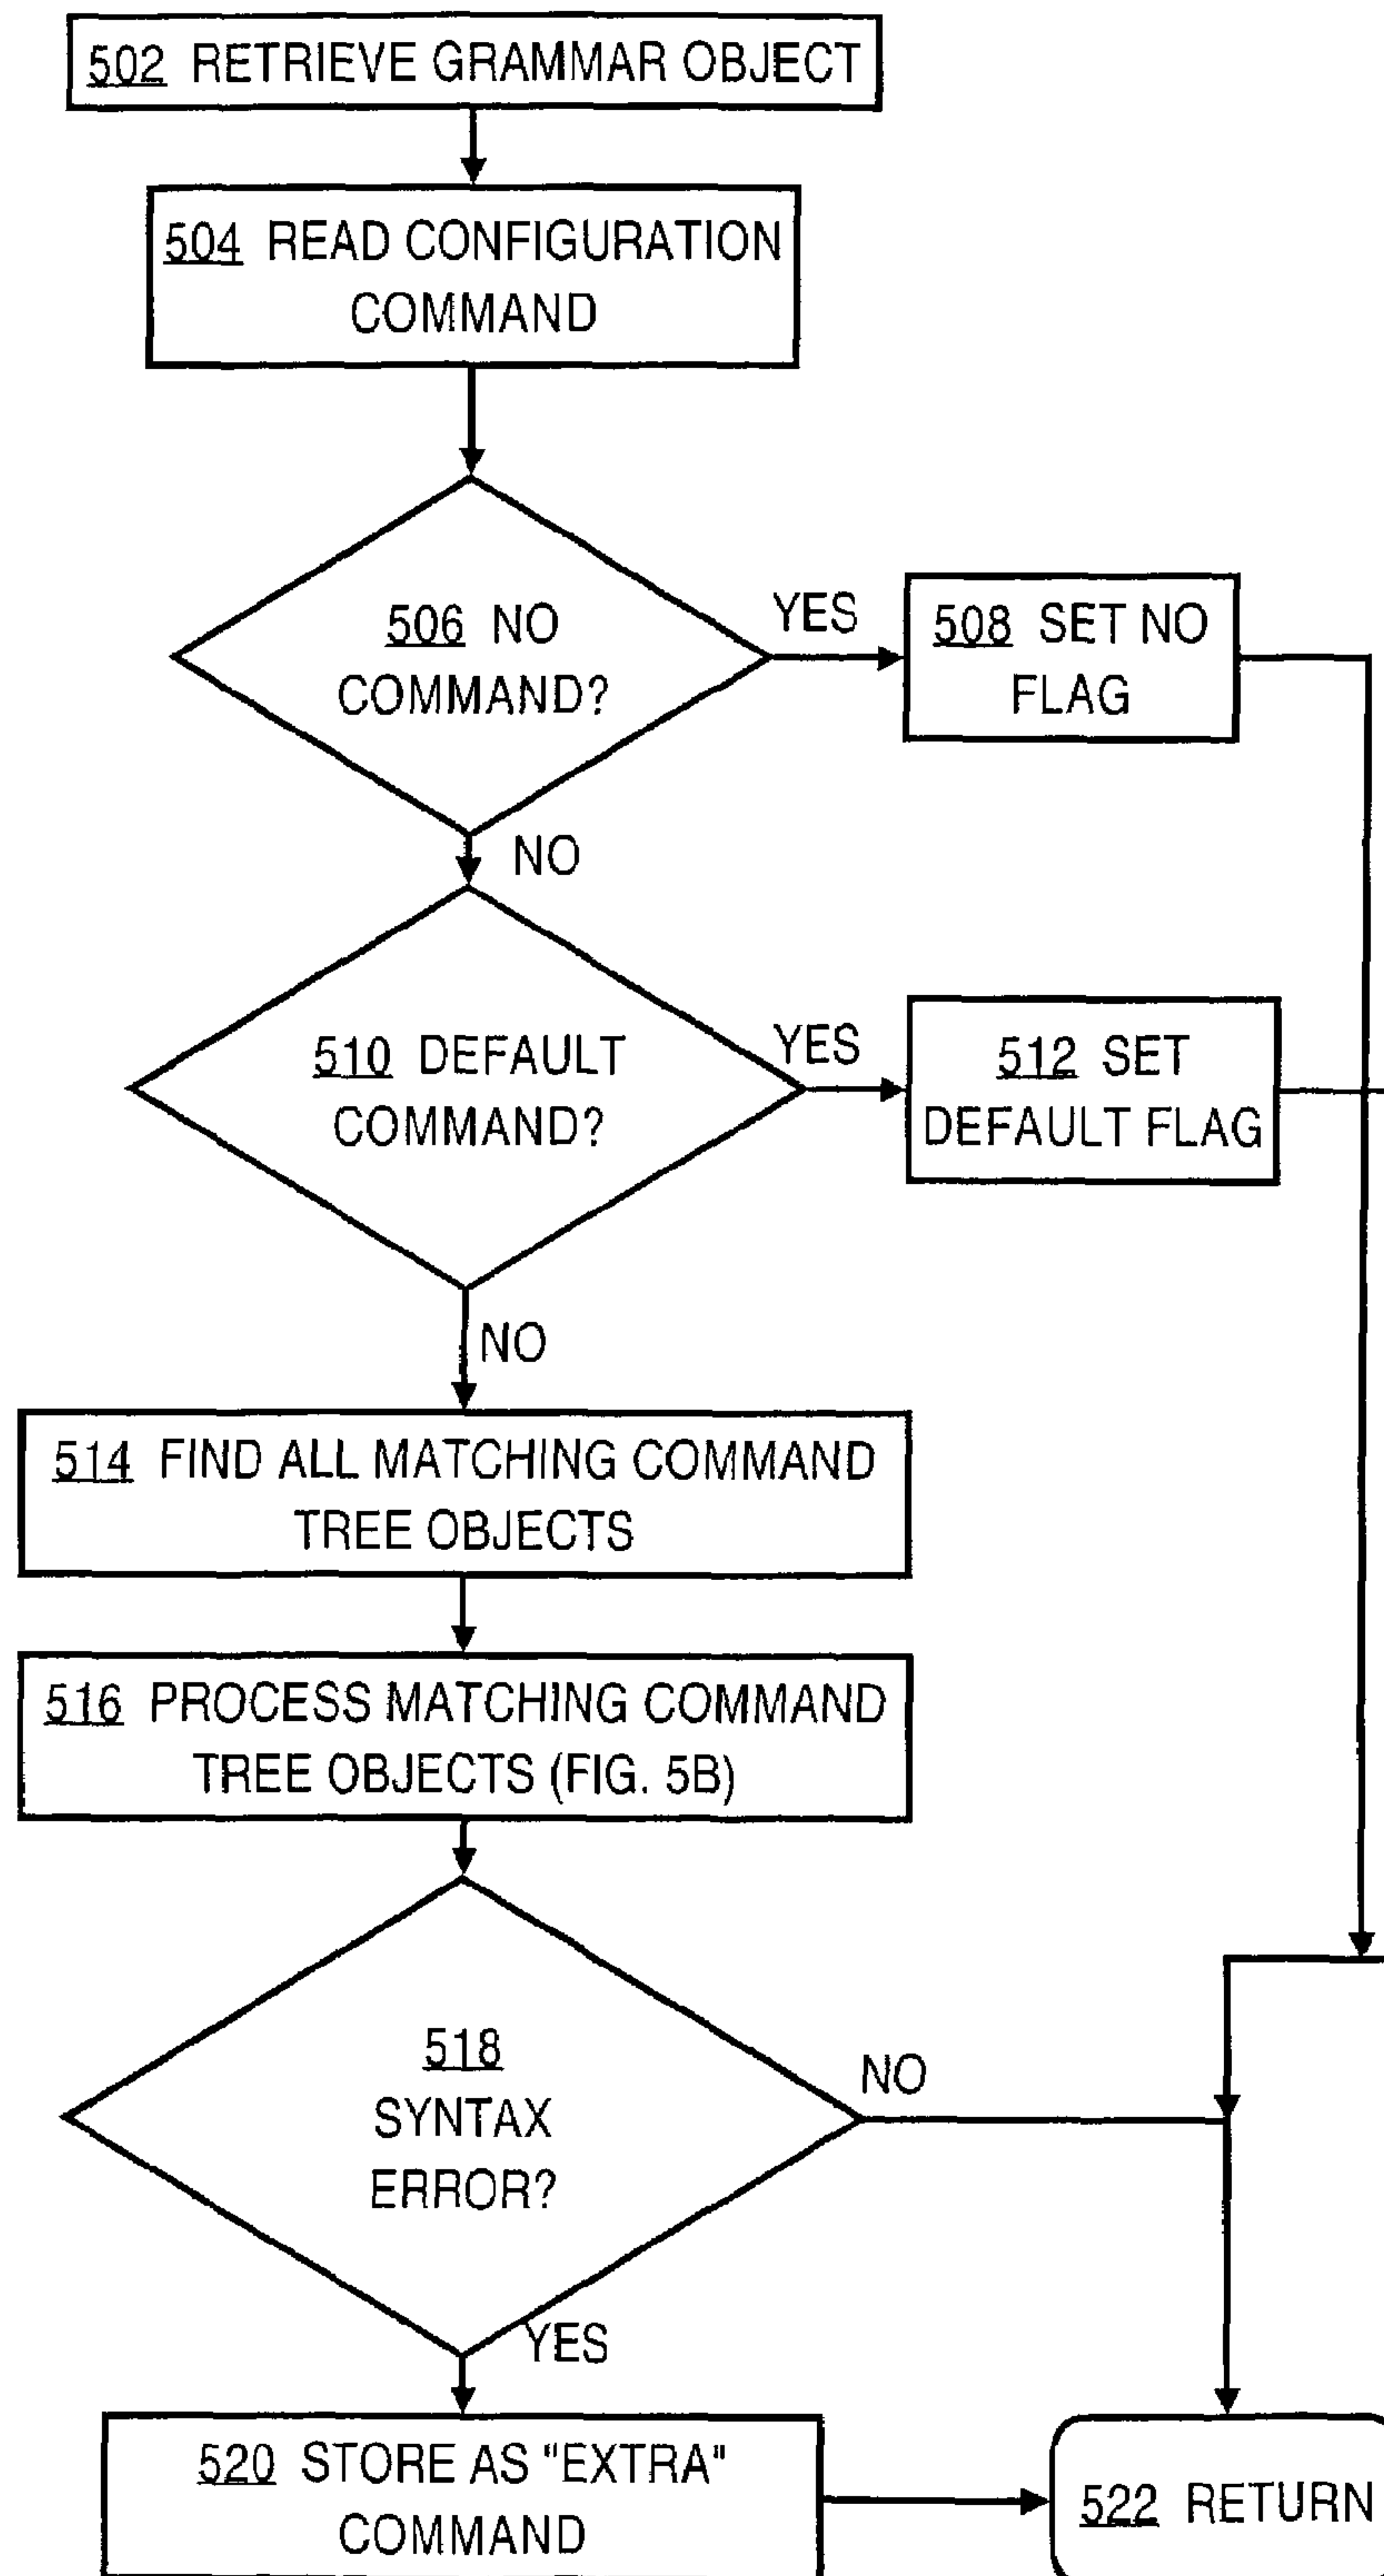 502 RETRIEVE GRAMMAR OBJECT
504 READ CONFIGURATION
COMMAND
506 NO
COMMAND?
YES
508 SET NO
FLAG
NO
510 DEFAULT
COMMAND?
YES
512 SET
DEFAULT FLAG
NO
514 FIND ALL MATCHING COMMAND
TREE OBJECTS
516 PROCESS MATCHING COMMAND
TREE OBJECTS (FIG. 5B)
518
SYNTAX
ERROR?
NO
YES
520 STORE AS "EXTRA"
COMMAND
522 RETURN